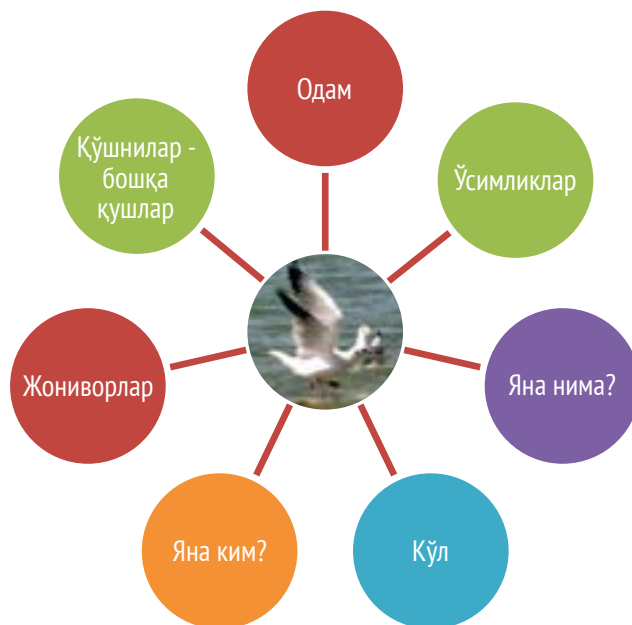 Одам
Қўшнилар -
бошқа
қушлар
Ўсимликлар
Жониворлар
Яна нима?
Яна ким?
Кўл